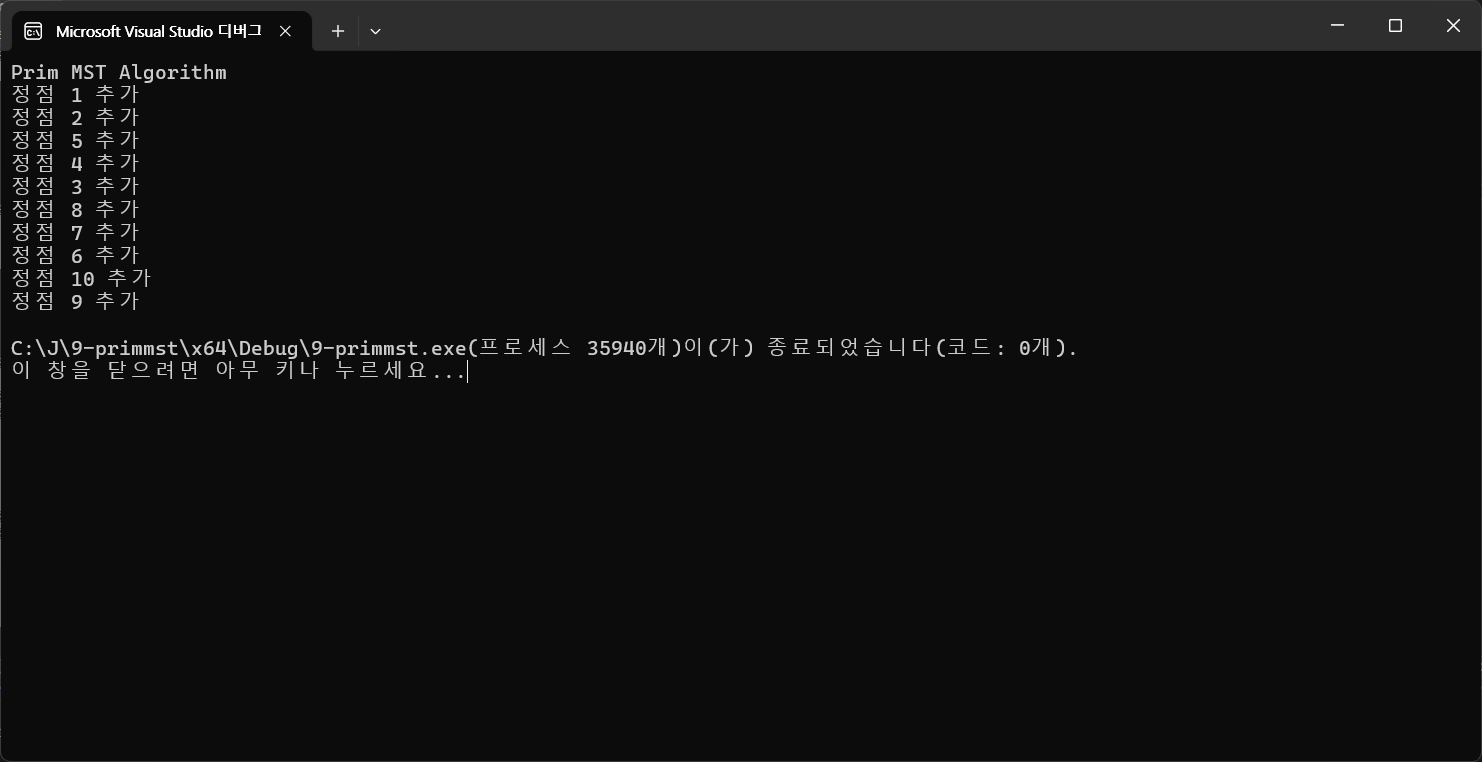 Microsoft Visual Studio 디버그
Prim MST Algorithm
정점 1 추가
정점 2 추가
정점 5 추가
정점 4 추가
정점 3 추가
정점 8 추가
정점 7 추가
정점 6 추가
정점 10 추가
정점 9 추가
C:\J\9-primmst\x64\Debug\9-primmst.exe(프로세스 35940개)이(가) 종료되었습니다(코드: 0개).
이 창을 닫으려면 아무 키나 누르세요...